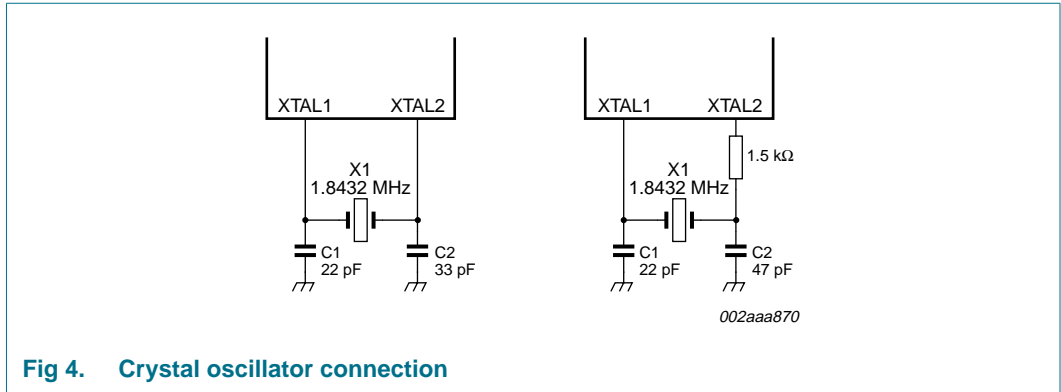 XTAL1 XTAL2
X1
1.8432 MHz
C1
22 pF
C2
33 pF
XTAL1 XTAL2
1.5 kΩ
X1
1.8432 MHz
C1
22 pF
C2
47 pF
002aaa870
Fig 4. Crystal oscillator connection